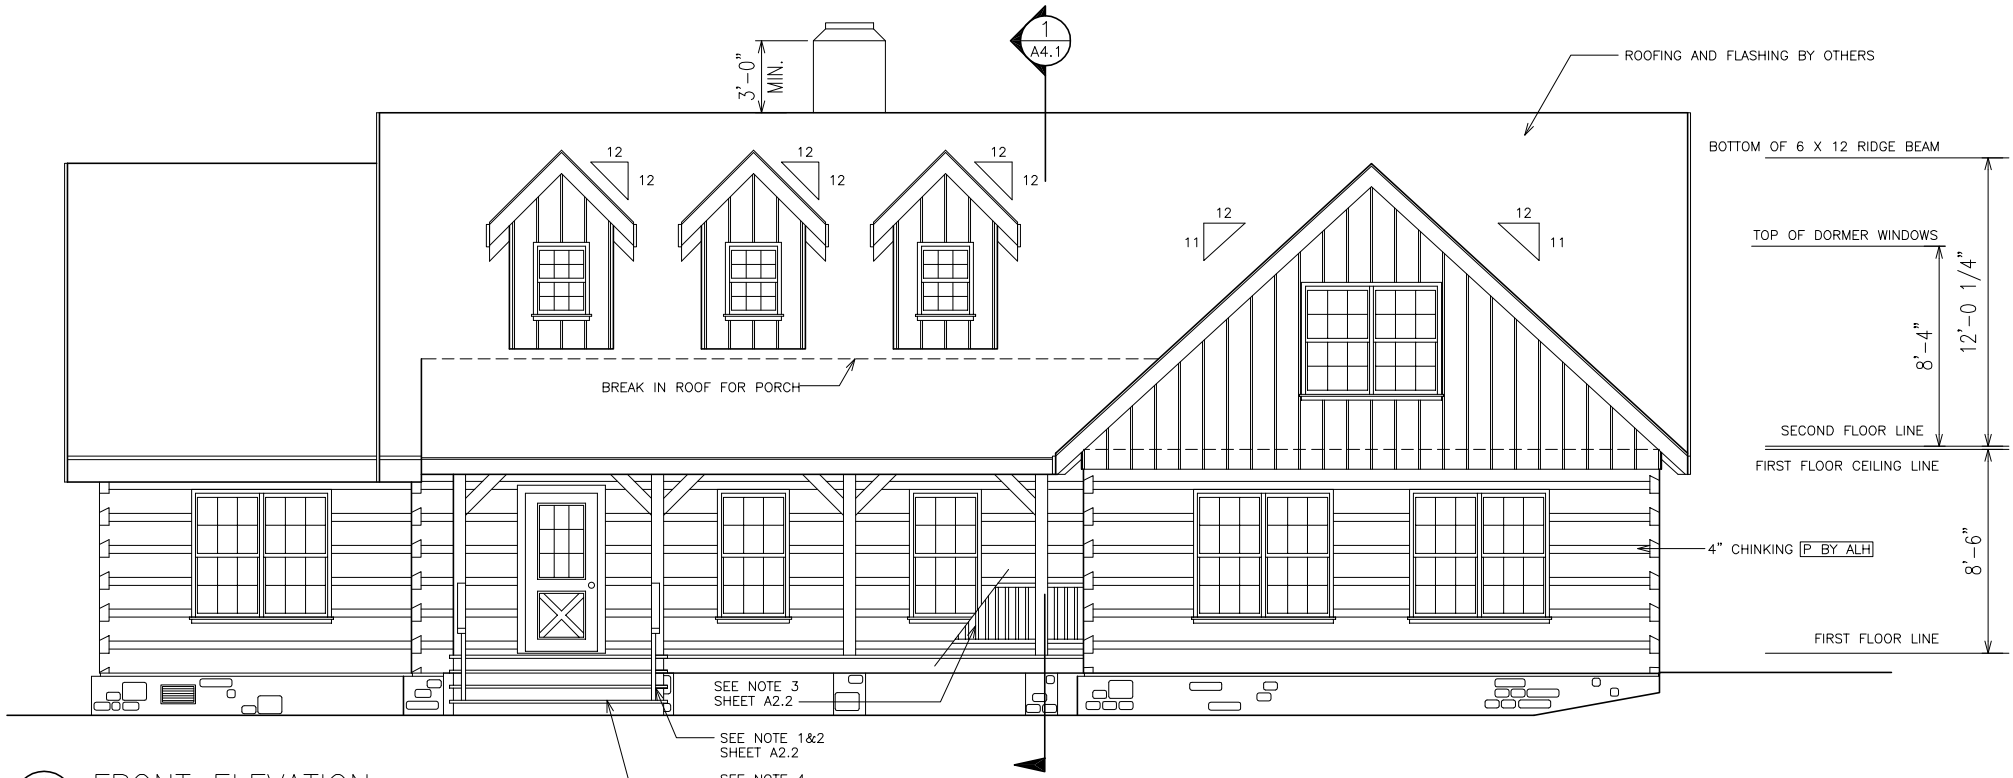 1
A4.1
3'-0"
MIN.
ROOFING AND FLASHING BY OTHERS
BOTTOM OF 6 X 12 RIDGE BEAM
12
12
12
12
12
12
12
11
12
11
TOP OF DORMER WINDOWS
12'-0 1/4"
8'-4"
BREAK IN ROOF FOR PORCH
SECOND FLOOR LINE
FIRST FLOOR CEILING LINE
4" CHINKING P BY ALH
8'-6"
FIRST FLOOR LINE
SEE NOTE 3
SHEET A2.2
SEE NOTE 1&2
SHEET A2.2
SEE NOTE 4
FRONT ELEVATION